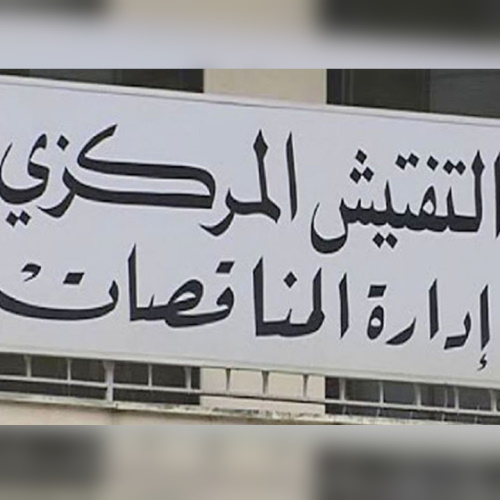 التفتيش المركزي
إدارة المناقصات